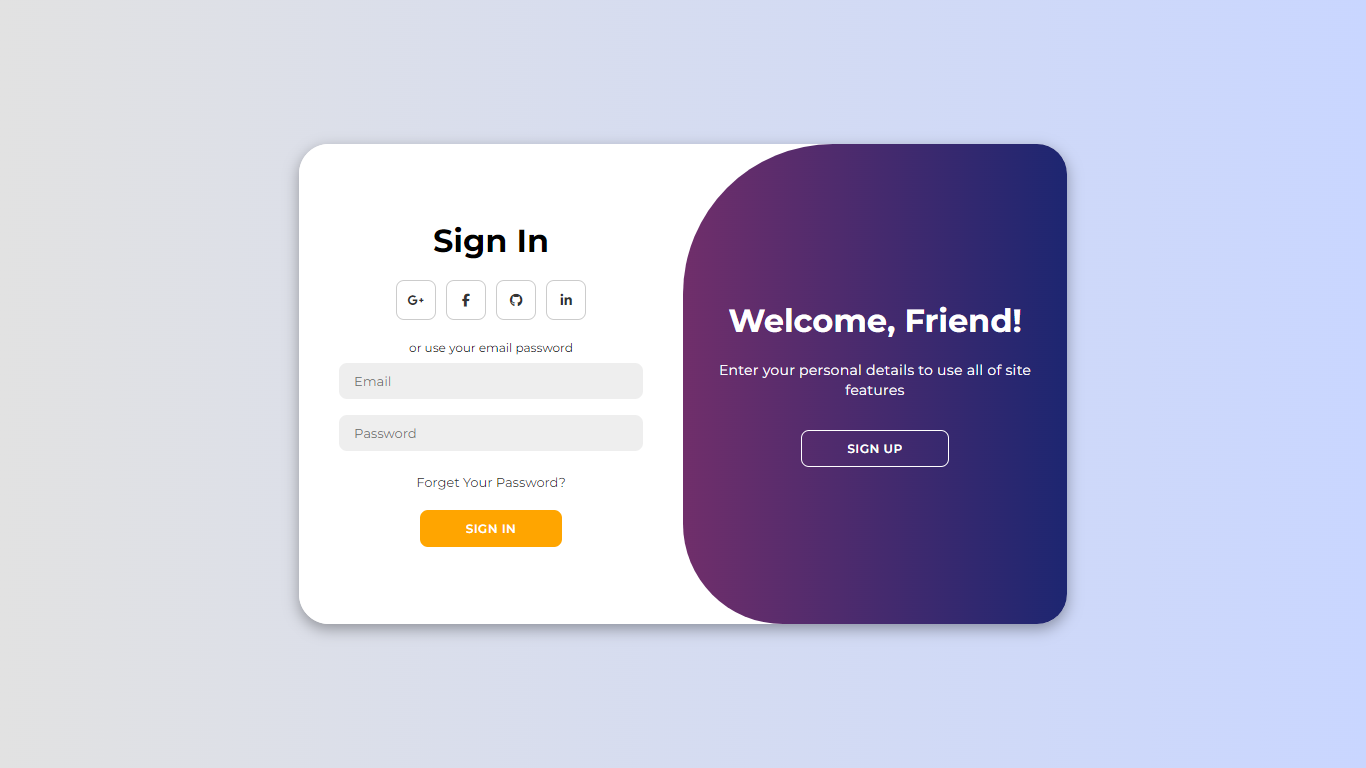 Sign In
G+
f
in
or use your email password
Email
Password
Forget Your Password?
SIGN IN
Welcome, Friend!
Enter your personal details to use all of site
features
SIGN UP